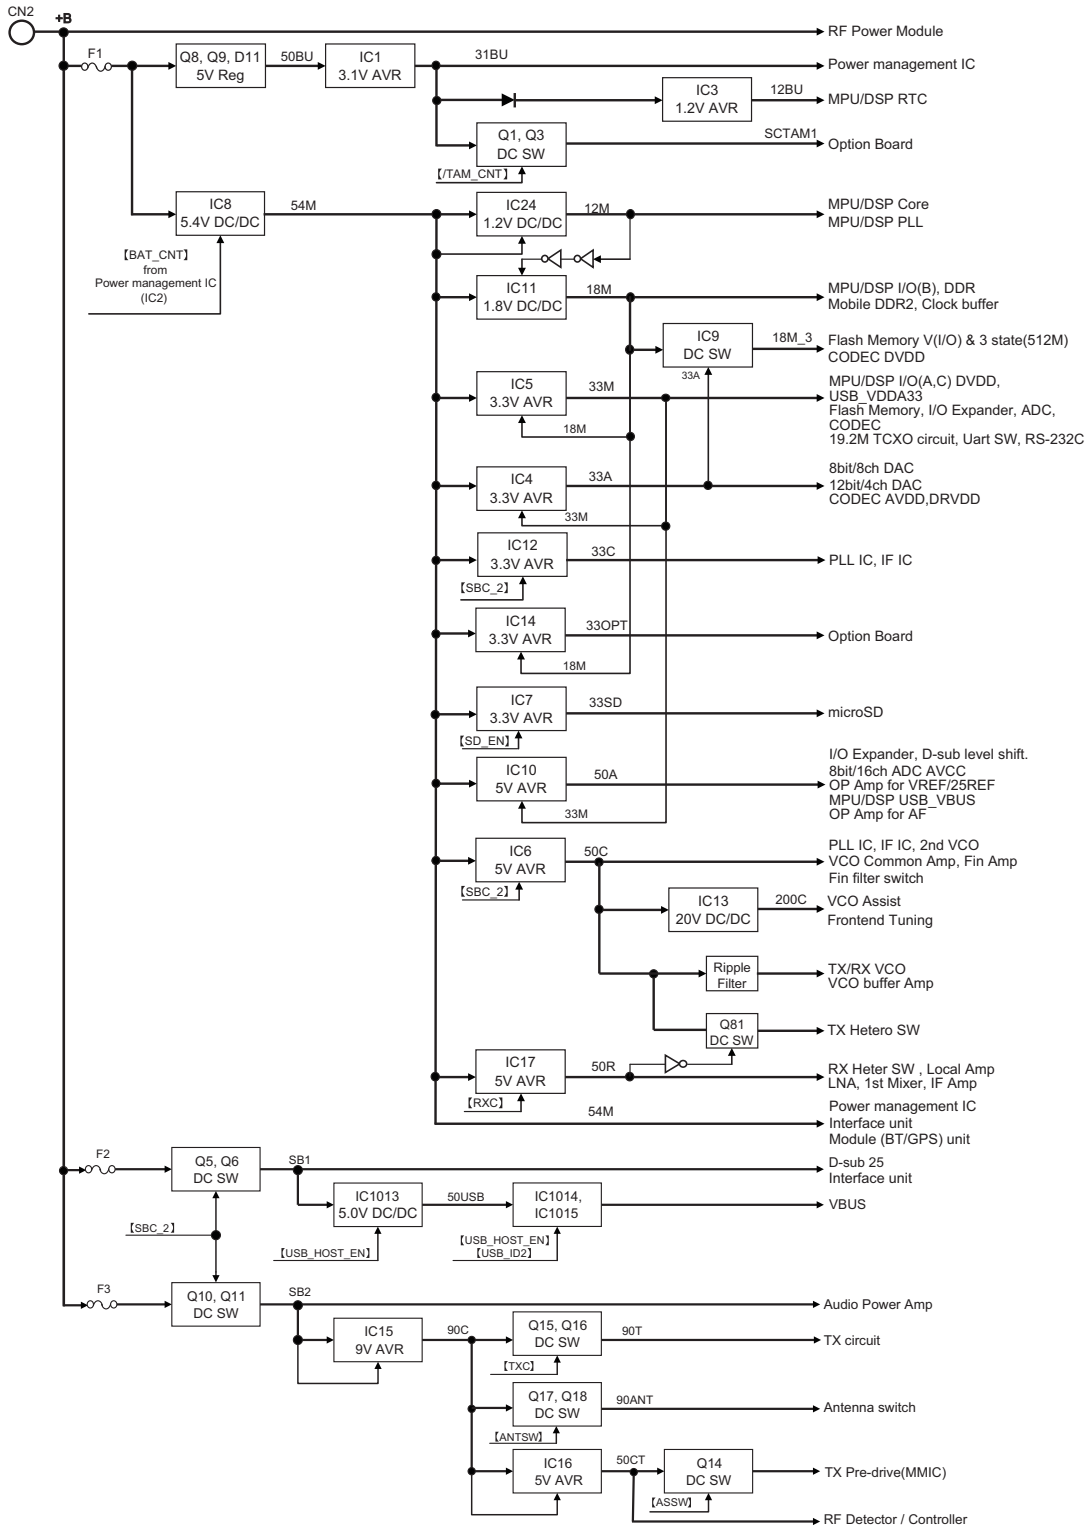 CN2
+B
RF Power Module
F1
Q8, Q9, D11
5V Reg
50BU
IC1
3.1V AVR
31BU
Power management IC
IC3
1.2V AVR
12BU
MPU/DSP RTC
Q1, Q3
DC SW
SCTAM1
Option Board
【/TAM_CNT】
IC8
5.4V DC/DC
54M
IC24
1.2V DC/DC
12M
MPU/DSP Core
MPU/DSP PLL
【BAT_CNT】
from
Power management IC
(IC2)
IC11
1.8V DC/DC
18M
MPU/DSP I/O(B), DDR
Mobile DDR2, Clock buffer
IC9
DC SW
18M_3
33A
Flash Memory V(I/O) & 3 state(512M)
CODEC DVDD
IC5
3.3V AVR
33M
18M
MPU/DSP I/O(A,C) DVDD,
USB_VDDA33
Flash Memory, I/O Expander, ADC,
CODEC
19.2M TCXO circuit, Uart SW, RS-232C
IC4
3.3V AVR
33A
33M
8bit/8ch DAC
12bit/4ch DAC
CODEC AVDD,DRVDD
IC12
3.3V AVR
33C
PLL IC, IF IC
【SBC_2】
IC14
3.3V AVR
33OPT
Option Board
18M
IC7
3.3V AVR
33SD
microSD
【SD_EN】
IC10
5V AVR
50A
33M
I/O Expander, D-sub level shift.
8bit/16ch ADC AVCC
OP Amp for VREF/25REF
MPU/DSP USB_VBUS
OP Amp for AF
IC6
5V AVR
50C
【SBC_2】
PLL IC, IF IC, 2nd VCO
VCO Common Amp, Fin Amp
Fin filter switch
IC13
20V DC/DC
200C
VCO Assist
Frontend Tuning
Ripple
Filter
TX/RX VCO
VCO buffer Amp
Q81
DC SW
TX Hetero SW
IC17
5V AVR
50R
【RXC】
RX Heter SW , Local Amp
LNA, 1st Mixer, IF Amp
54M
Power management IC
Interface unit
Module (BT/GPS) unit
F2
Q5, Q6
DC SW
SB1
D-sub 25
Interface unit
IC1013
5.0V DC/DC
50USB
IC1014,
IC1015
VBUS
【SBC_2】
【USB_HOST_EN】
【USB_HOST_EN】
【USB_ID2】
F3
Q10, Q11
DC SW
SB2
Audio Power Amp
IC15
9V AVR
90C
Q15, Q16
DC SW
90T
TX circuit
【TXC】
Q17, Q18
DC SW
90ANT
Antenna switch
【ANTSW】
IC16
5V AVR
50CT
Q14
DC SW
TX Pre-drive(MMIC)
【ASSW】
RF Detector / Controller